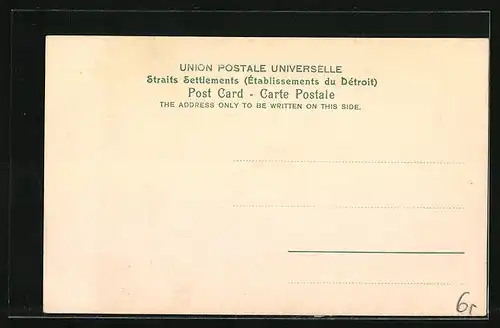 UNION POSTALE UNIVERSELLE
Straits Settlements (Établissements du Détroit)
Post Card - Carte Postale
THE ADDRESS ONLY TO BE WRITTEN ON THIS SIDE.